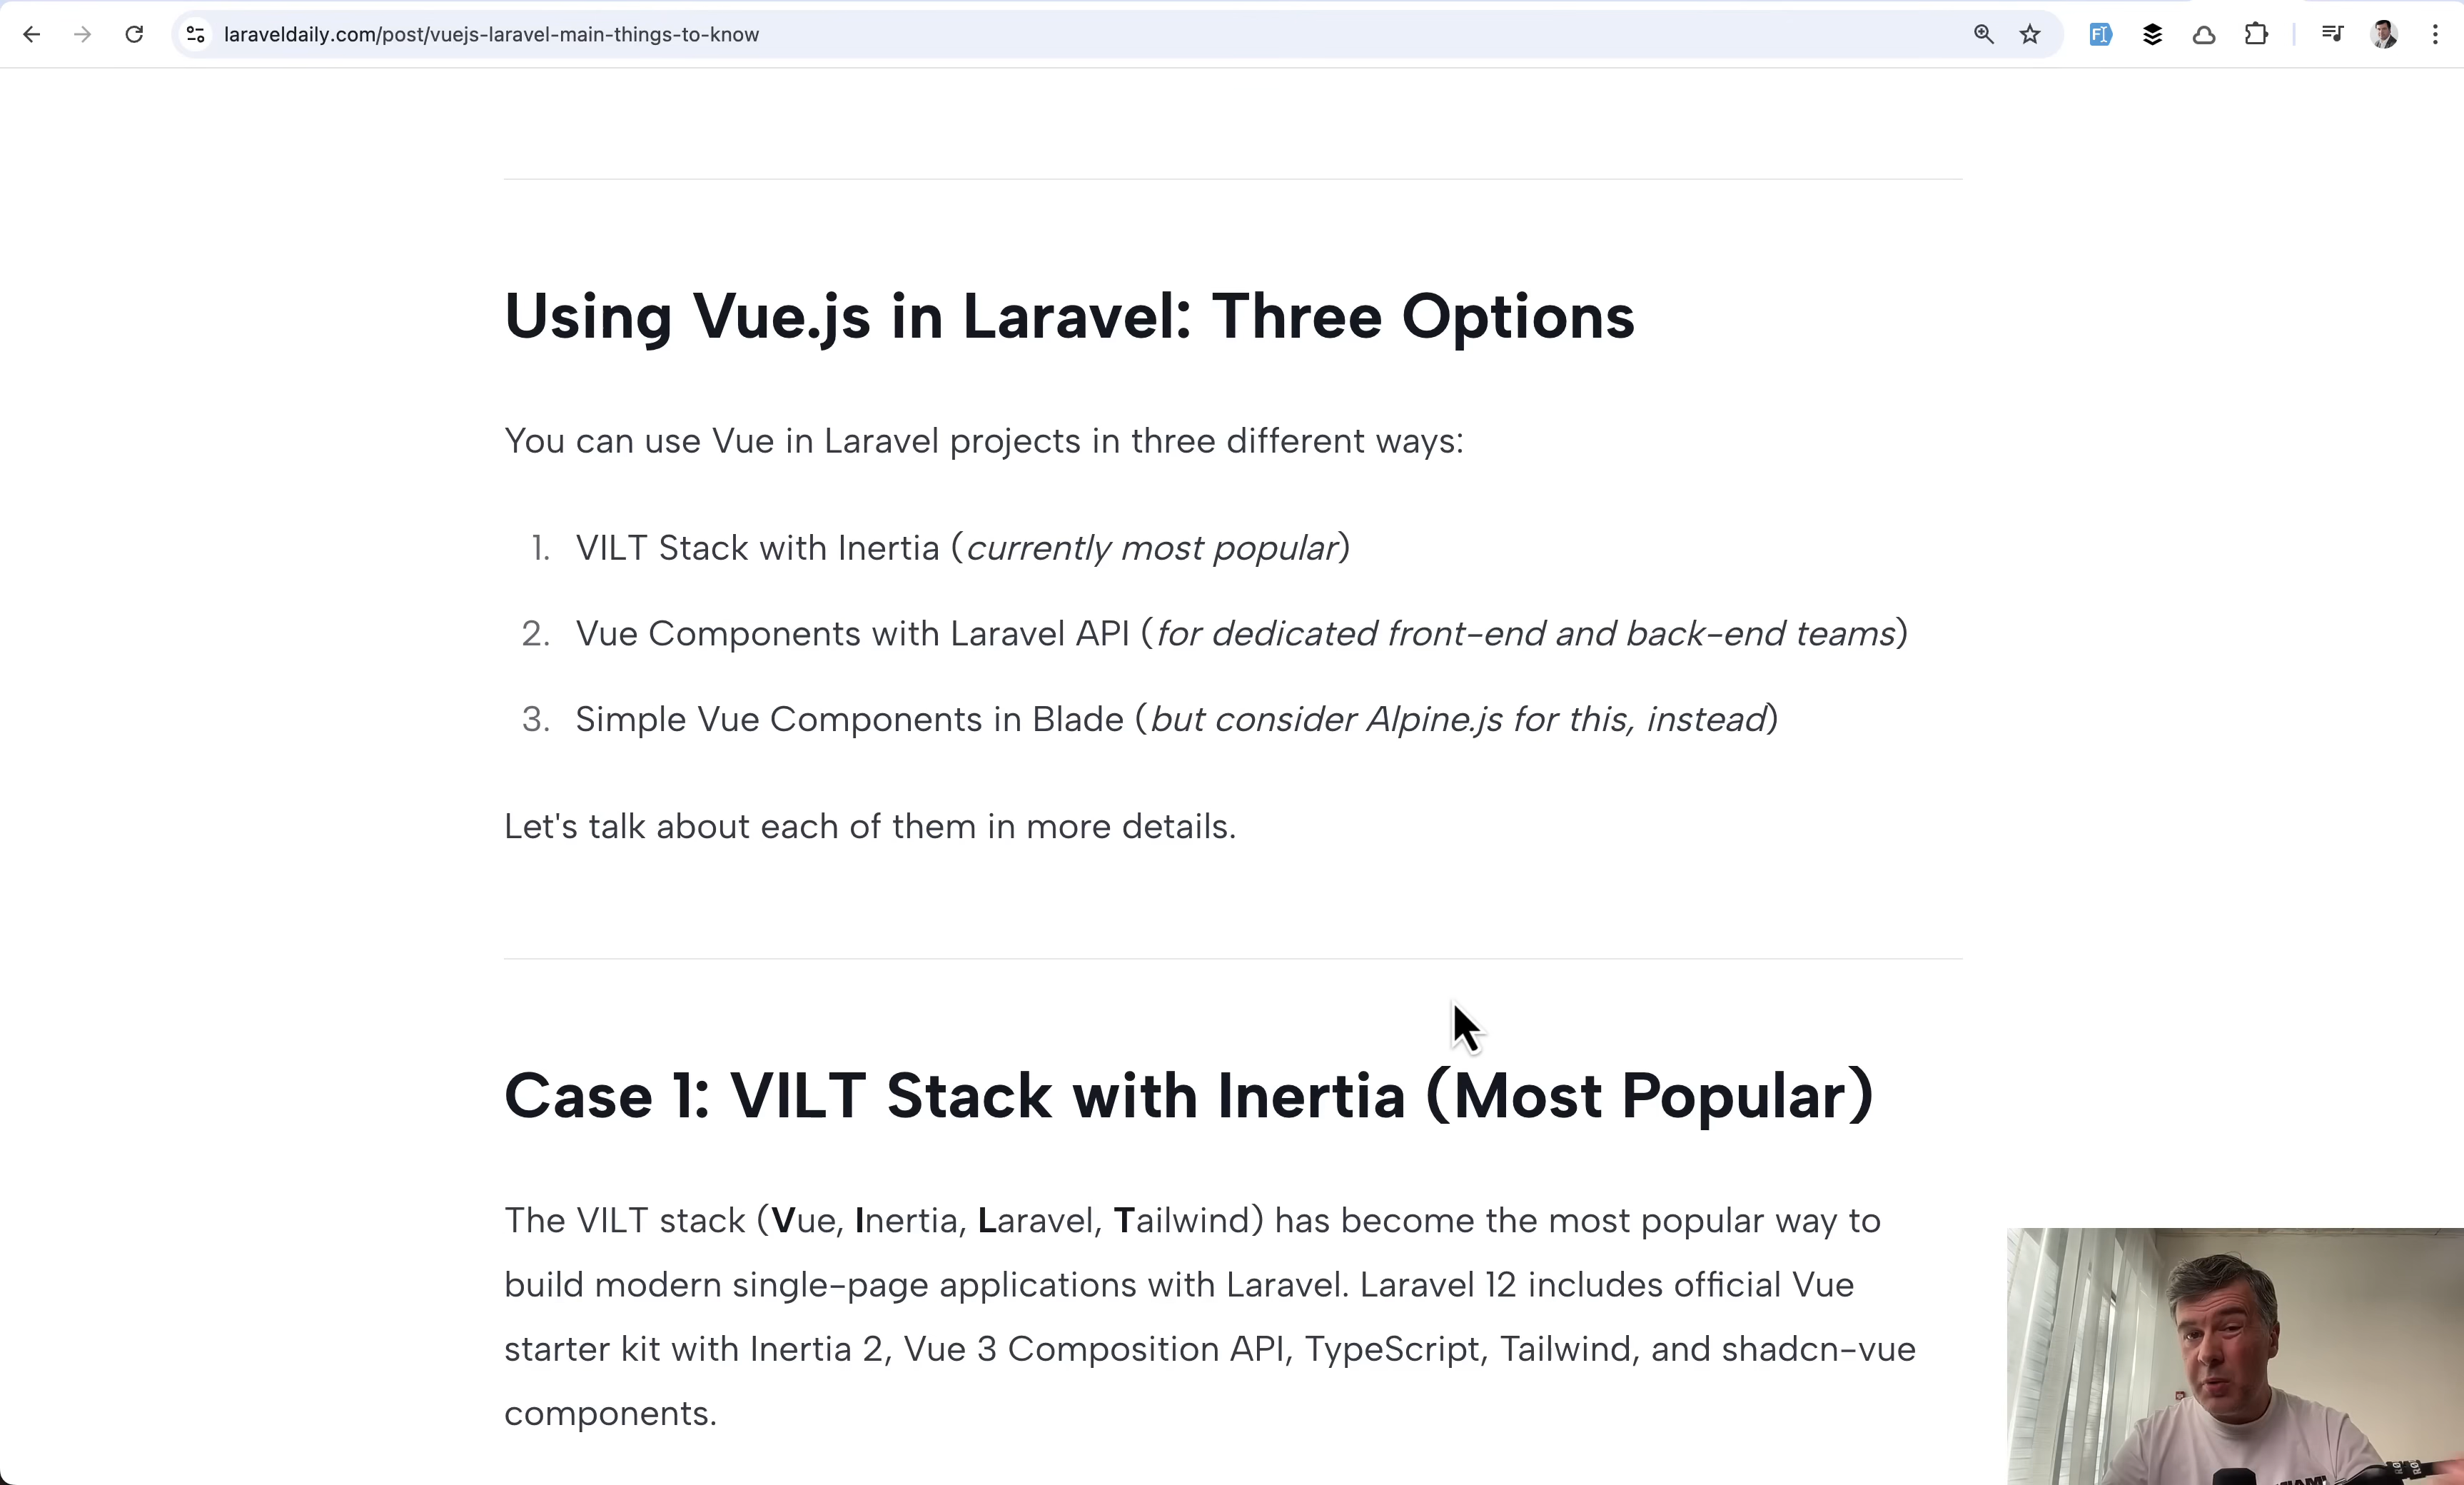 laraveldaily.com/post/vuejs-laravel-main-things-to-know
Using Vue.js in Laravel: Three Options
You can use Vue in Laravel projects in three different ways:
1. VILT Stack with Inertia (currently most popular)
2. Vue Components with Laravel API (for dedicated front-end and back-end teams)
3. Simple Vue Components in Blade (but consider Alpine.js for this, instead)
Let's talk about each of them in more details.
Case 1: VILT Stack with Inertia (Most Popular)
The VILT stack (Vue, Inertia, Laravel, Tailwind) has become the most popular way to
build modern single-page applications with Laravel. Laravel 12 includes official Vue
starter kit with Inertia 2, Vue 3 Composition API, TypeScript, Tailwind, and shadcn-vue
components.